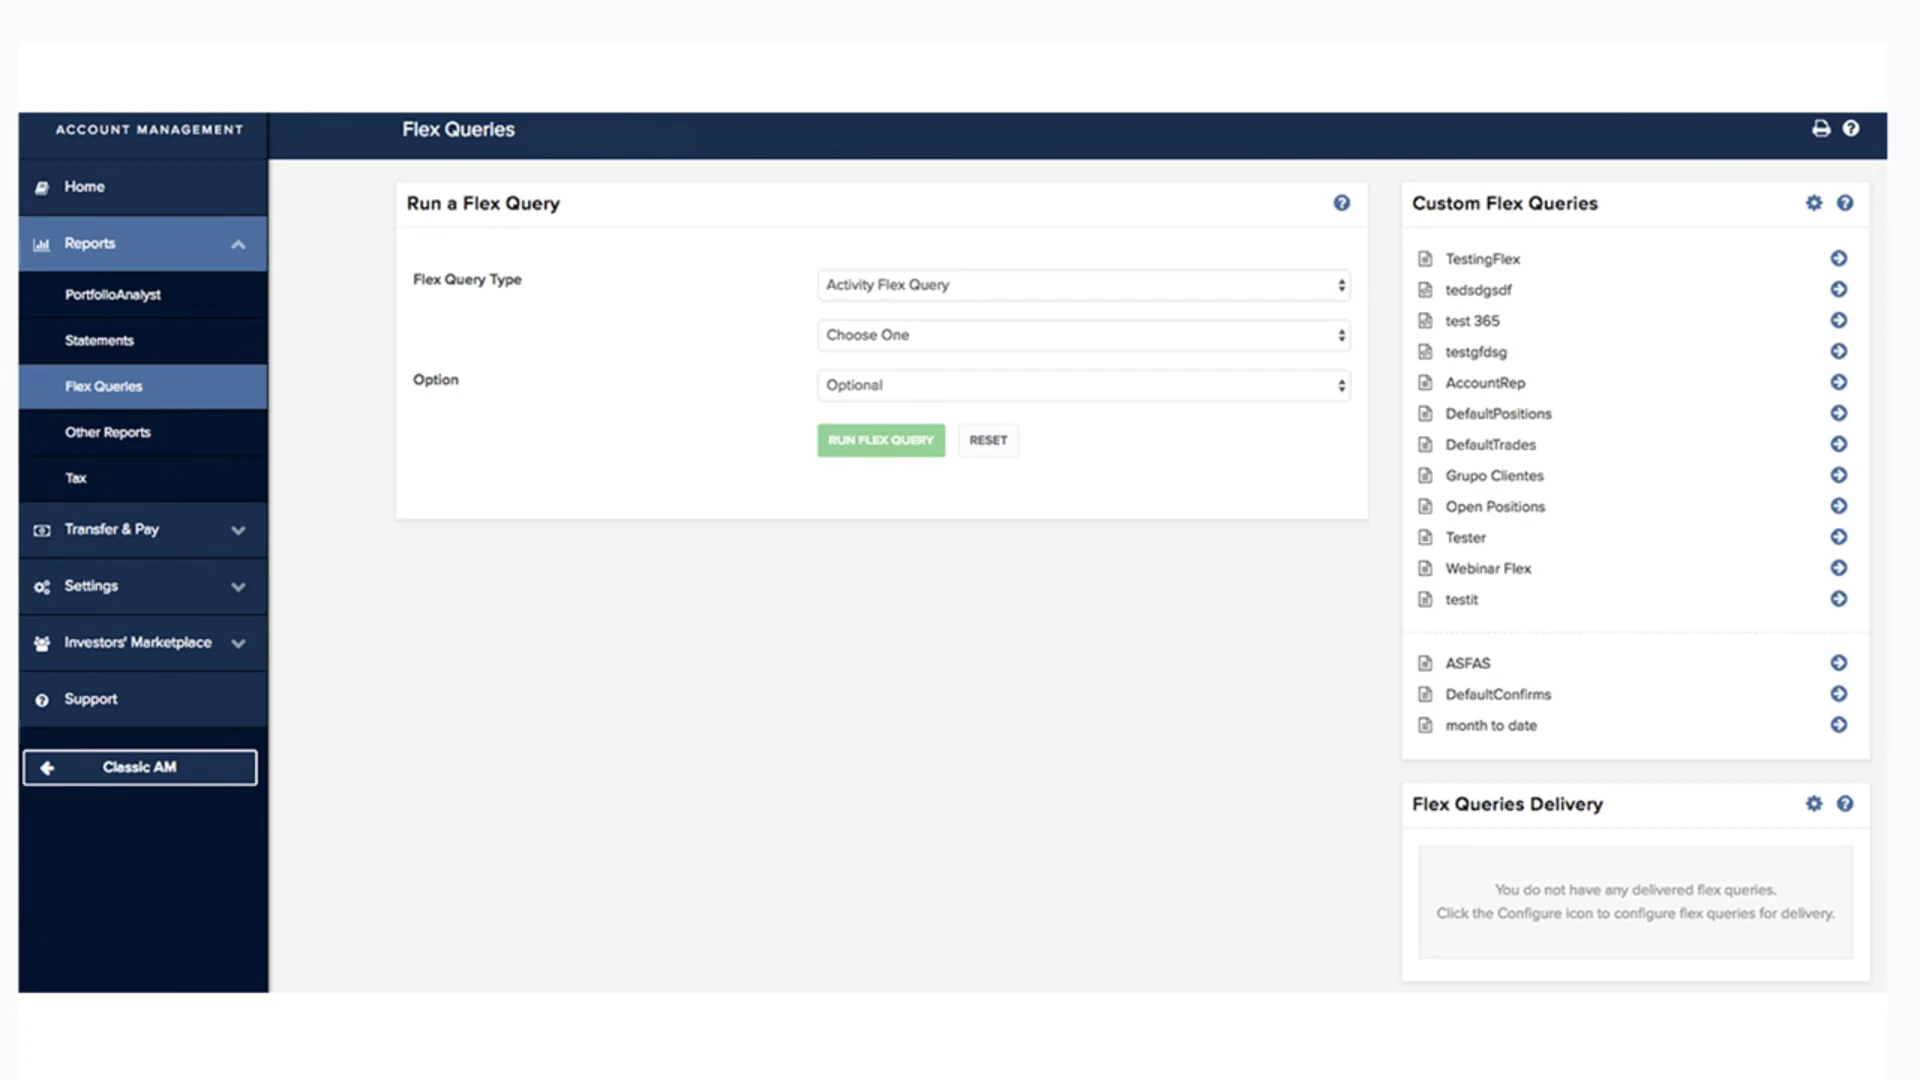 ACCOUNT MANAGEMENT
Flex Queries
Home
Reports
PortfolioAnalyst
Statements
Flex Queries
Other Reports
Tax
Transfer & Pay
Settings
Investors' Marketplace
Support
Classic AM
Run a Flex Query
Flex Query Type
Activity Flex Query
Choose One
Option
Optional
RUN FLEX QUERY
RESET
Custom Flex Queries
TestingFlex
tedsdgsdf
test 365
testgfdsg
AccountRep
DefaultPositions
DefaultTrades
Grupo Clientes
Open Positions
Tester
Webinar Flex
testit
ASFAS
DefaultConfirms
month to date
Flex Queries Delivery
You do not have any delivered flex queries.
Click the Configure icon to configure flex queries for delivery.